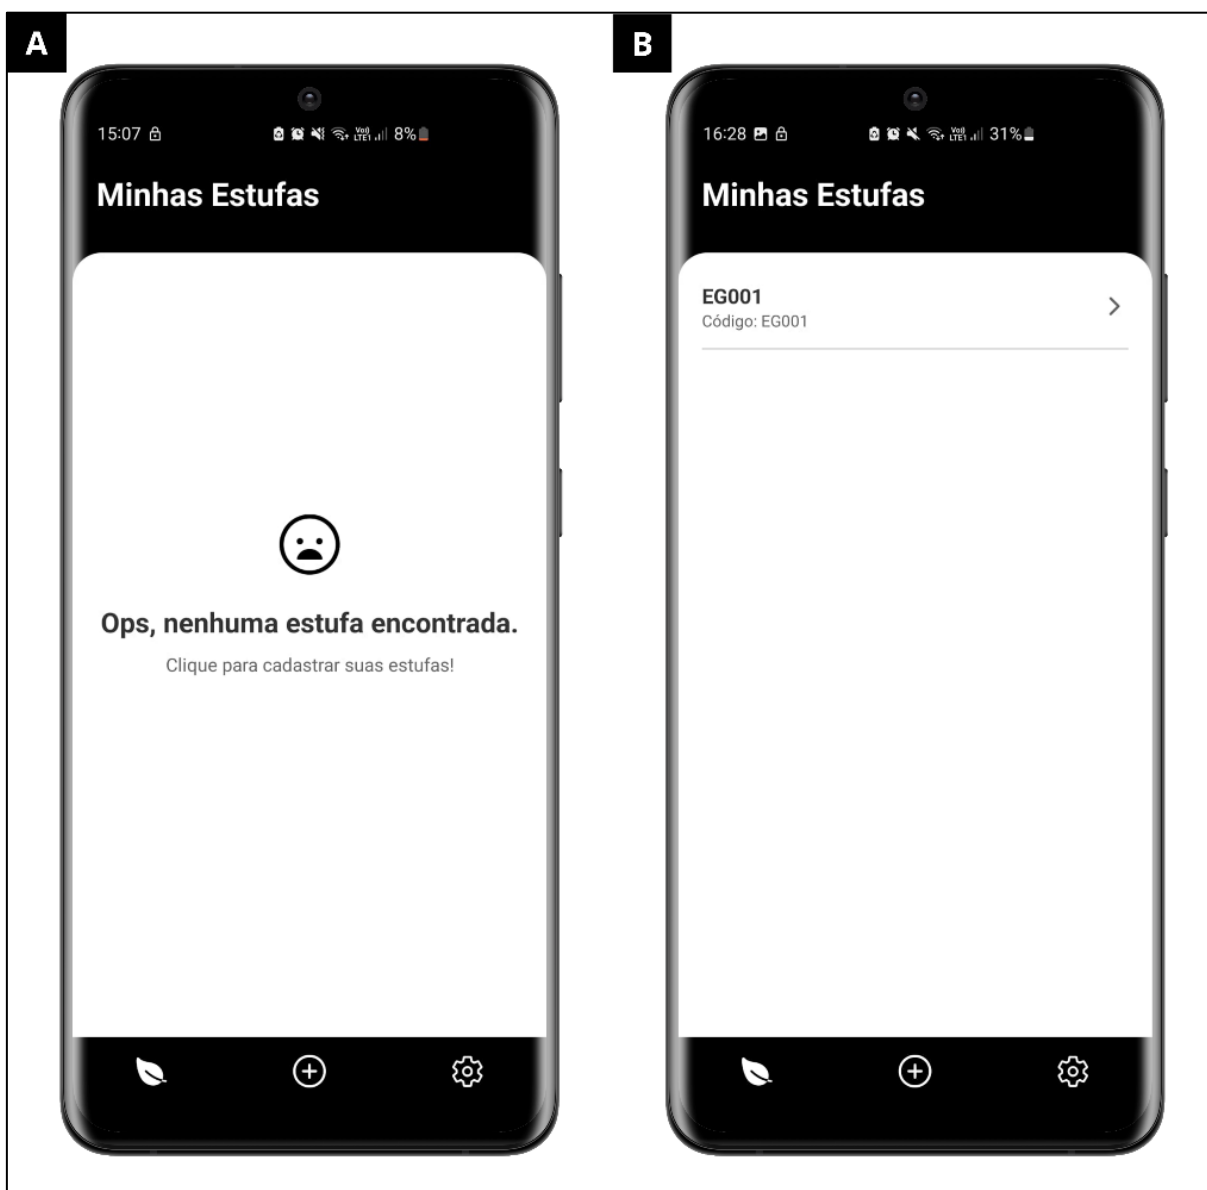 A
15:07 8%
Minhas Estufas
Ops, nenhuma estufa encontrada.
Clique para cadastrar suas estufas!
B
16:28 31%
Minhas Estufas
EG001
Código: EG001